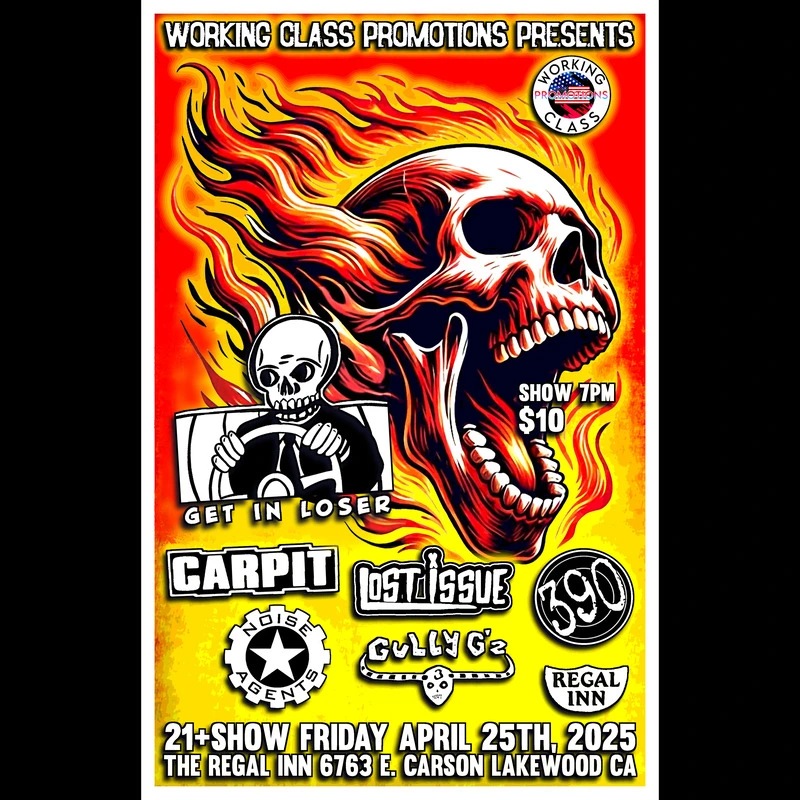 WORKING CLASS PROMOTIONS PRESENTS
WORKING
PROMOTIONS
CLASS
SHOW 7PM
$10
GET IN LOSER
CARPIT
LOST ISSUE
390
NOISE
AGENTS
GULLY G'z
3
REGAL
INN
21+SHOW FRIDAY APRIL 25TH, 2025
THE REGAL INN 6763 E. CARSON LAKEWOOD CA